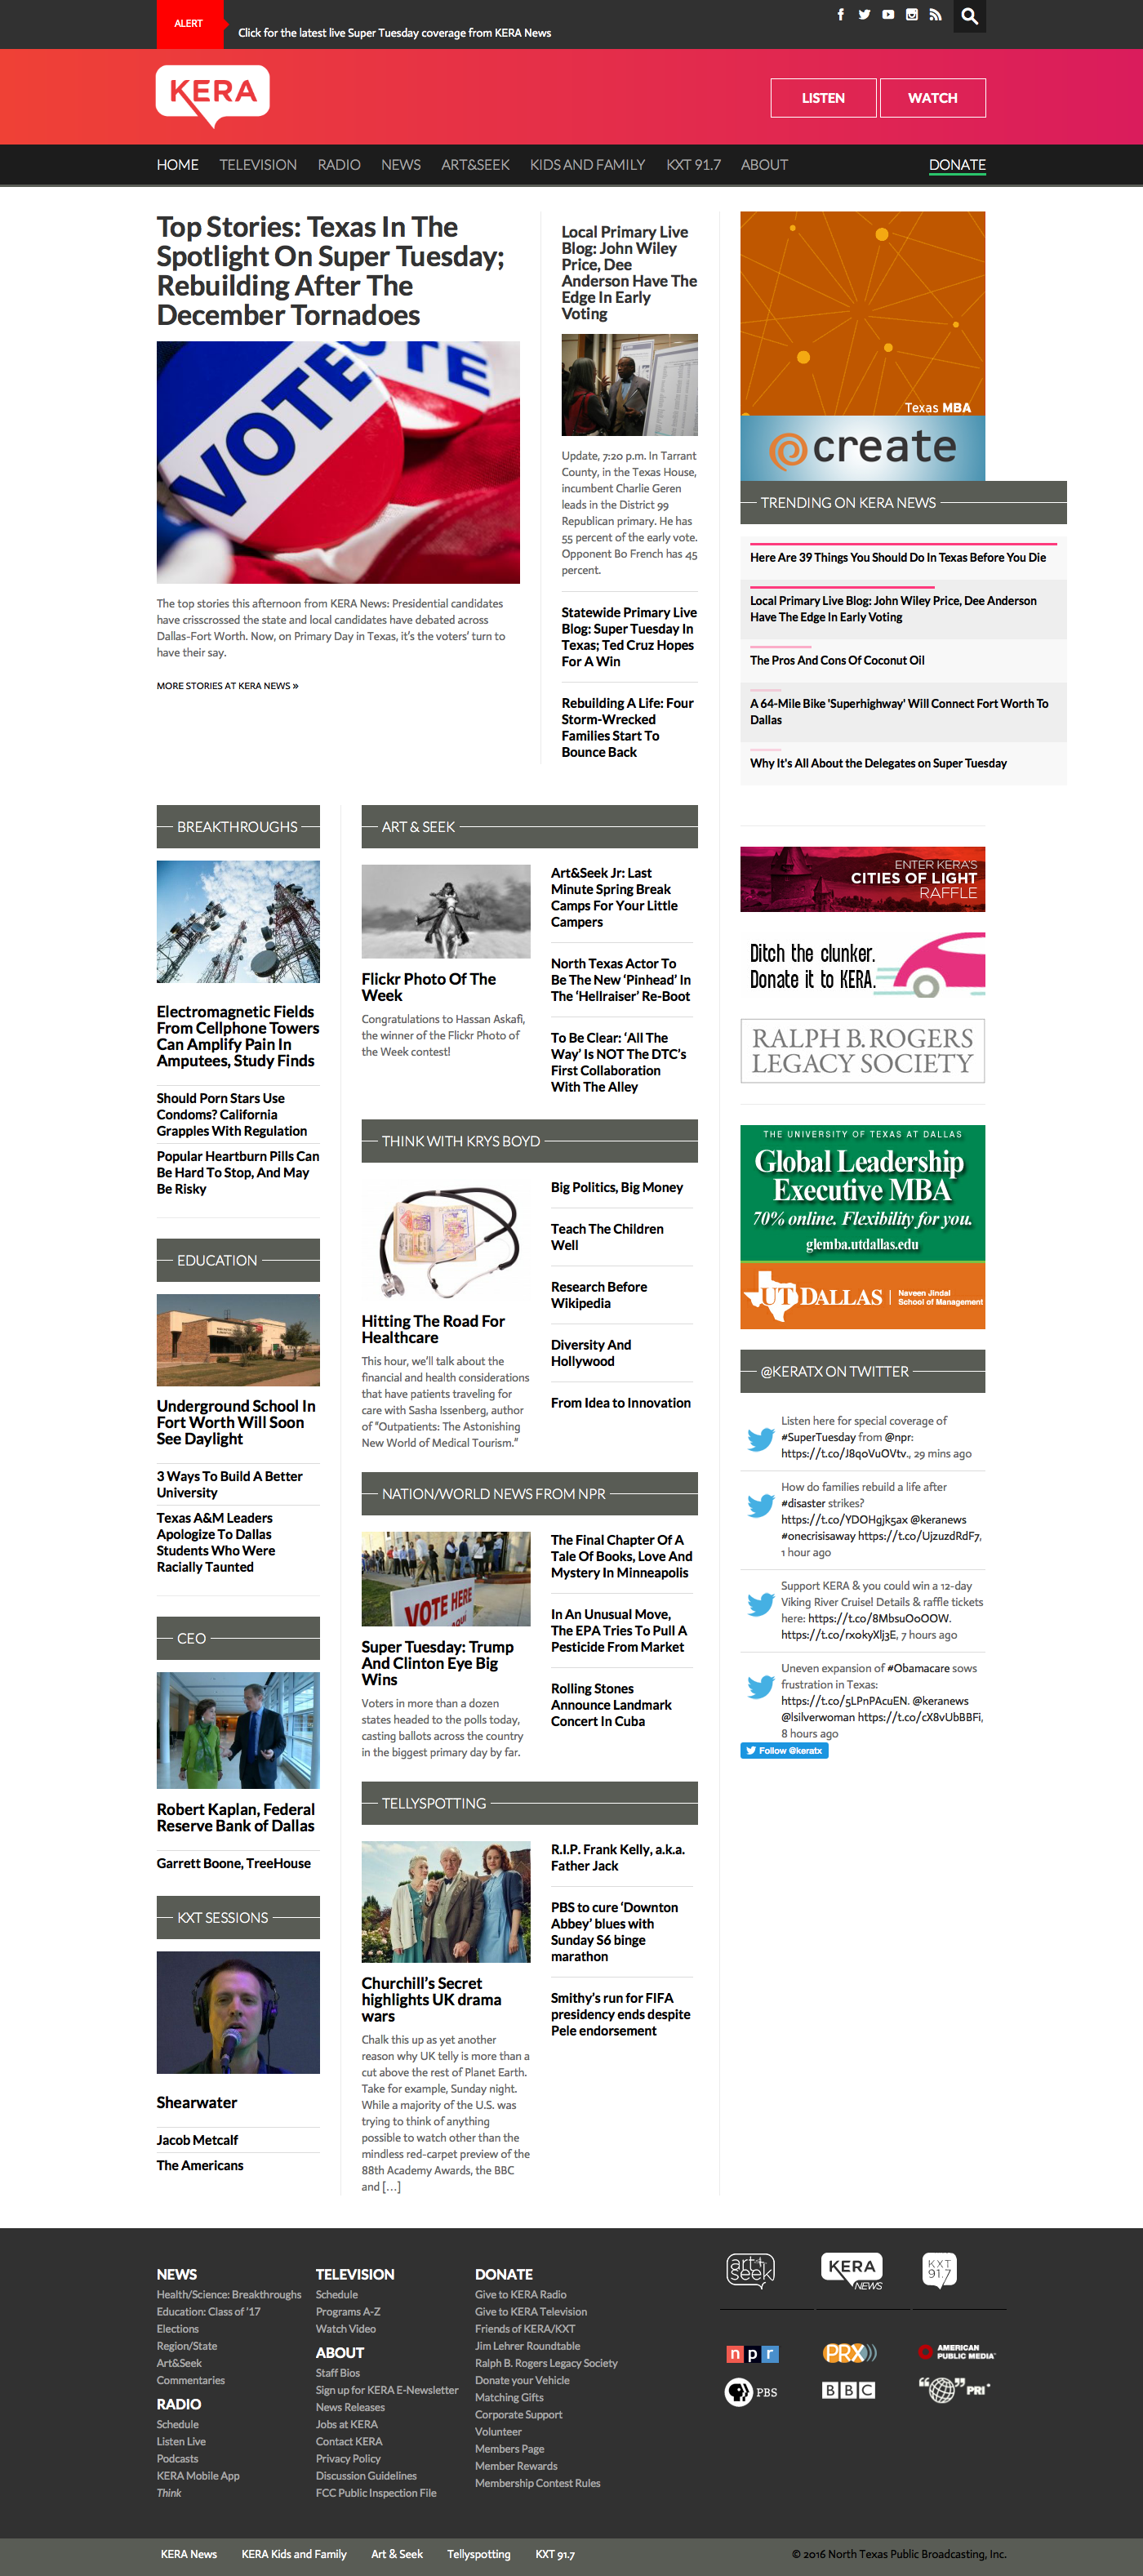 ALERT
Click for the latest live Super Tuesday coverage from KERA News
KERA
LISTEN
WATCH
HOME
TELEVISION
RADIO
NEWS
ART&SEEK
KIDS AND FAMILY
KXT 91.7
ABOUT
DONATE
Top Stories: Texas In The
Spotlight On Super Tuesday;
Rebuilding After The
December Tornadoes
VOTE
VOTE
The top stories this afternoon from KERA News: Presidential candidates
have crisscrossed the state and local candidates have debated across
Dallas-Fort Worth. Now, on Primary Day in Texas, it's the voters' turn to
have their say.
MORE STORIES AT KERA NEWS »
Local Primary Live
Blog: John Wiley
Price, Dee
Anderson Have The
Edge In Early
Voting
Update, 7:20 p.m. In Tarrant
County, in the Texas House,
incumbent Charlie Geren
leads in the District 99
Republican primary. He has
55 percent of the early vote.
Opponent Bo French has 45
percent.
Statewide Primary Live
Blog: Super Tuesday In
Texas; Ted Cruz Hopes
For A Win
Rebuilding A Life: Four
Storm-Wrecked
Families Start To
Bounce Back
Texas MBA
create
TRENDING ON KERA NEWS
Here Are 39 Things You Should Do In Texas Before You Die
Local Primary Live Blog: John Wiley Price, Dee Anderson
Have The Edge In Early Voting
The Pros And Cons Of Coconut Oil
A 64-Mile Bike 'Superhighway' Will Connect Fort Worth To
Dallas
Why It's All About the Delegates on Super Tuesday
BREAKTHROUGHS
Electromagnetic Fields
From Cellphone Towers
Can Amplify Pain In
Amputees, Study Finds
Should Porn Stars Use
Condoms? California
Grapples With Regulation
Popular Heartburn Pills Can
Be Hard To Stop, And May
Be Risky
EDUCATION
Underground School In
Fort Worth Will Soon
See Daylight
3 Ways To Build A Better
University
Texas A&M Leaders
Apologize To Dallas
Students Who Were
Racially Taunted
CEO
Robert Kaplan, Federal
Reserve Bank of Dallas
Garrett Boone, TreeHouse
KXT SESSIONS
Shearwater
Jacob Metcalf
The Americans
ART & SEEK
Flickr Photo Of The
Week
Congratulations to Hassan Askafi,
the winner of the Flickr Photo of
the Week contest!
Art&Seek Jr: Last
Minute Spring Break
Camps For Your Little
Campers
North Texas Actor To
Be The New 'Pinhead' In
The 'Hellraiser' Re-Boot
To Be Clear: 'All The
Way' Is NOT The DTC's
First Collaboration
With The Alley
THINK WITH KRYS BOYD
Hitting The Road For
Healthcare
This hour, we'll talk about the
financial and health considerations
that have patients traveling for
care with Sasha Issenberg, author
of "Outpatients: The Astonishing
New World of Medical Tourism."
Big Politics, Big Money
Teach The Children
Well
Research Before
Wikipedia
Diversity And
Hollywood
From Idea to Innovation
NATION/WORLD NEWS FROM NPR
VOTE HERE
AQUI
Super Tuesday: Trump
And Clinton Eye Big
Wins
Voters in more than a dozen
states headed to the polls today,
casting ballots across the country
in the biggest primary day by far.
The Final Chapter Of A
Tale Of Books, Love And
Mystery In Minneapolis
In An Unusual Move,
The EPA Tries To Pull A
Pesticide From Market
Rolling Stones
Announce Landmark
Concert In Cuba
TELLYSPOTTING
Churchill's Secret
highlights UK drama
wars
Chalk this up as yet another
reason why UK telly is more than a
cut above the rest of Planet Earth.
Take for example, Sunday night.
While a majority of the U.S. was
trying to think of anything
possible to watch other than the
mindless red-carpet preview of the
88th Academy Awards, the BBC
and […]
R.I.P. Frank Kelly, a.k.a.
Father Jack
PBS to cure 'Downton
Abbey' blues with
Sunday S6 binge
marathon
Smithy's run for FIFA
presidency ends despite
Pele endorsement
ENTER KERA'S
CITIES OF LIGHT
RAFFLE
Ditch the clunker.
Donate it to KERA.
RALPH B. ROGERS
LEGACY SOCIETY
THE UNIVERSITY OF TEXAS AT DALLAS
Global Leadership
Executive MBA
70% online. Flexibility for you.
glemba.utdallas.edu
UT DALLAS
Naveen Jindal
School of Management
@KERATX ON TWITTER
Listen here for special coverage of
#SuperTuesday from @npr:
https://t.co/J8qoVuOVtv., 29 mins ago
How do families rebuild a life after
#disaster strikes?
https://t.co/YDOHgjk5ax @keranews
#onecrisisaway https://t.co/UjzuzdRdF7,
1 hour ago
Support KERA & you could win a 12-day
Viking River Cruise! Details & raffle tickets
here: https://t.co/8MbsuOoOOW.
https://t.co/rxokyXlj3E, 7 hours ago
Uneven expansion of #Obamacare sows
frustration in Texas:
https://t.co/5LPnPAcuEN. @keranews
@lsilverwoman https://t.co/cX8vUbBBFi,
8 hours ago
Follow @keratx
NEWS
Health/Science: Breakthroughs
Education: Class of '17
Elections
Region/State
Art&Seek
Commentaries
RADIO
Schedule
Listen Live
Podcasts
KERA Mobile App
Think
TELEVISION
Schedule
Programs A-Z
Watch Video
ABOUT
Staff Bios
Sign up for KERA E-Newsletter
News Releases
Jobs at KERA
Contact KERA
Privacy Policy
Discussion Guidelines
FCC Public Inspection File
DONATE
Give to KERA Radio
Give to KERA Television
Friends of KERA/KXT
Jim Lehrer Roundtable
Ralph B. Rogers Legacy Society
Donate your Vehicle
Matching Gifts
Corporate Support
Volunteer
Members Page
Member Rewards
Membership Contest Rules
art+
seek
KERA
NEWS
KXT
91.7
npr
PRX
AMERICAN
PUBLIC MEDIA
PBS
BBC
PRI
KERA News
KERA Kids and Family
Art & Seek
Tellyspotting
KXT 91.7
© 2016 North Texas Public Broadcasting, Inc.